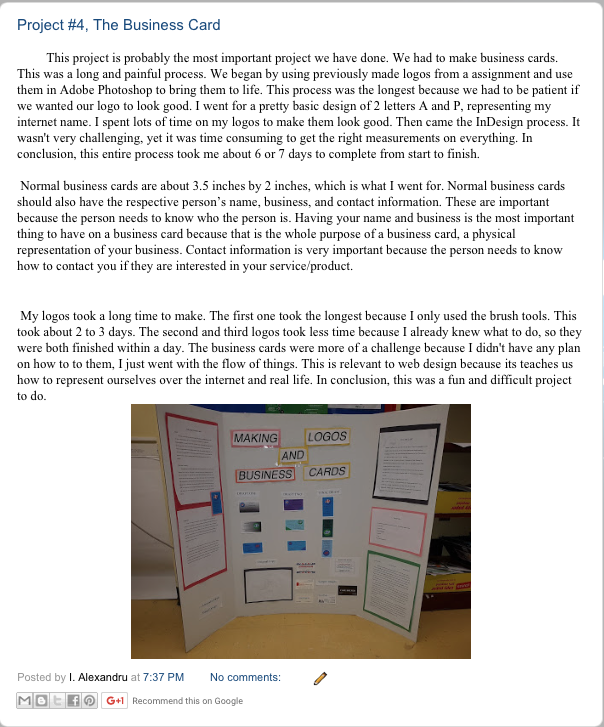 Project #4, The Business Card
This project is probably the most important project we have done. We had to make business cards.
This was a long and painful process. We began by using previously made logos from a assignment and use
them in Adobe Photoshop to bring them to life. This process was the longest because we had to be patient if
we wanted our logo to look good. I went for a pretty basic design of 2 letters A and P, representing my
internet name. I spent lots of time on my logos to make them look good. Then came the InDesign process. It
wasn't very challenging, yet it was time consuming to get the right measurements on everything. In
conclusion, this entire process took me about 6 or 7 days to complete from start to finish.
Normal business cards are about 3.5 inches by 2 inches, which is what I went for. Normal business cards
should also have the respective person’s name, business, and contact information. These are important
because the person needs to know who the person is. Having your name and business is the most important
thing to have on a business card because that is the whole purpose of a business card, a physical
representation of your business. Contact information is very important because the person needs to know
how to contact you if they are interested in your service/product.
My logos took a long time to make. The first one took the longest because I only used the brush tools. This
took about 2 to 3 days. The second and third logos took less time because I already knew what to do, so they
were both finished within a day. The business cards were more of a challenge because I didn't have any plan
on how to to them, I just went with the flow of things. This is relevant to web design because its teaches us
how to represent ourselves over the internet and real life. In conclusion, this was a fun and difficult project
to do.
MAKING LOGOS
AND
BUSINESS CARDS
Posted by I. Alexandru at 7:37 PM No comments:
G+1 Recommend this on Google